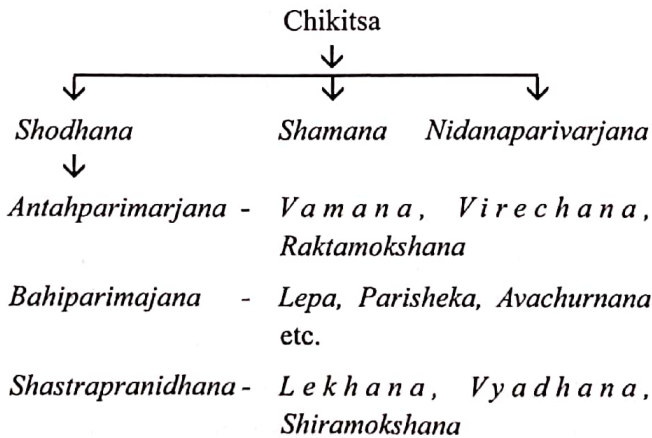 Chikitsa
Shodhana Shamana Nidanaparivarjana
Antahparimarjana - Vamana, Virechana,
Raktamokshana
Bahiparimajana - Lepa, Parisheka, Avachurnana
etc.
Shastrapranidhana - Lekhana, Vyadhana,
Shiramokshana